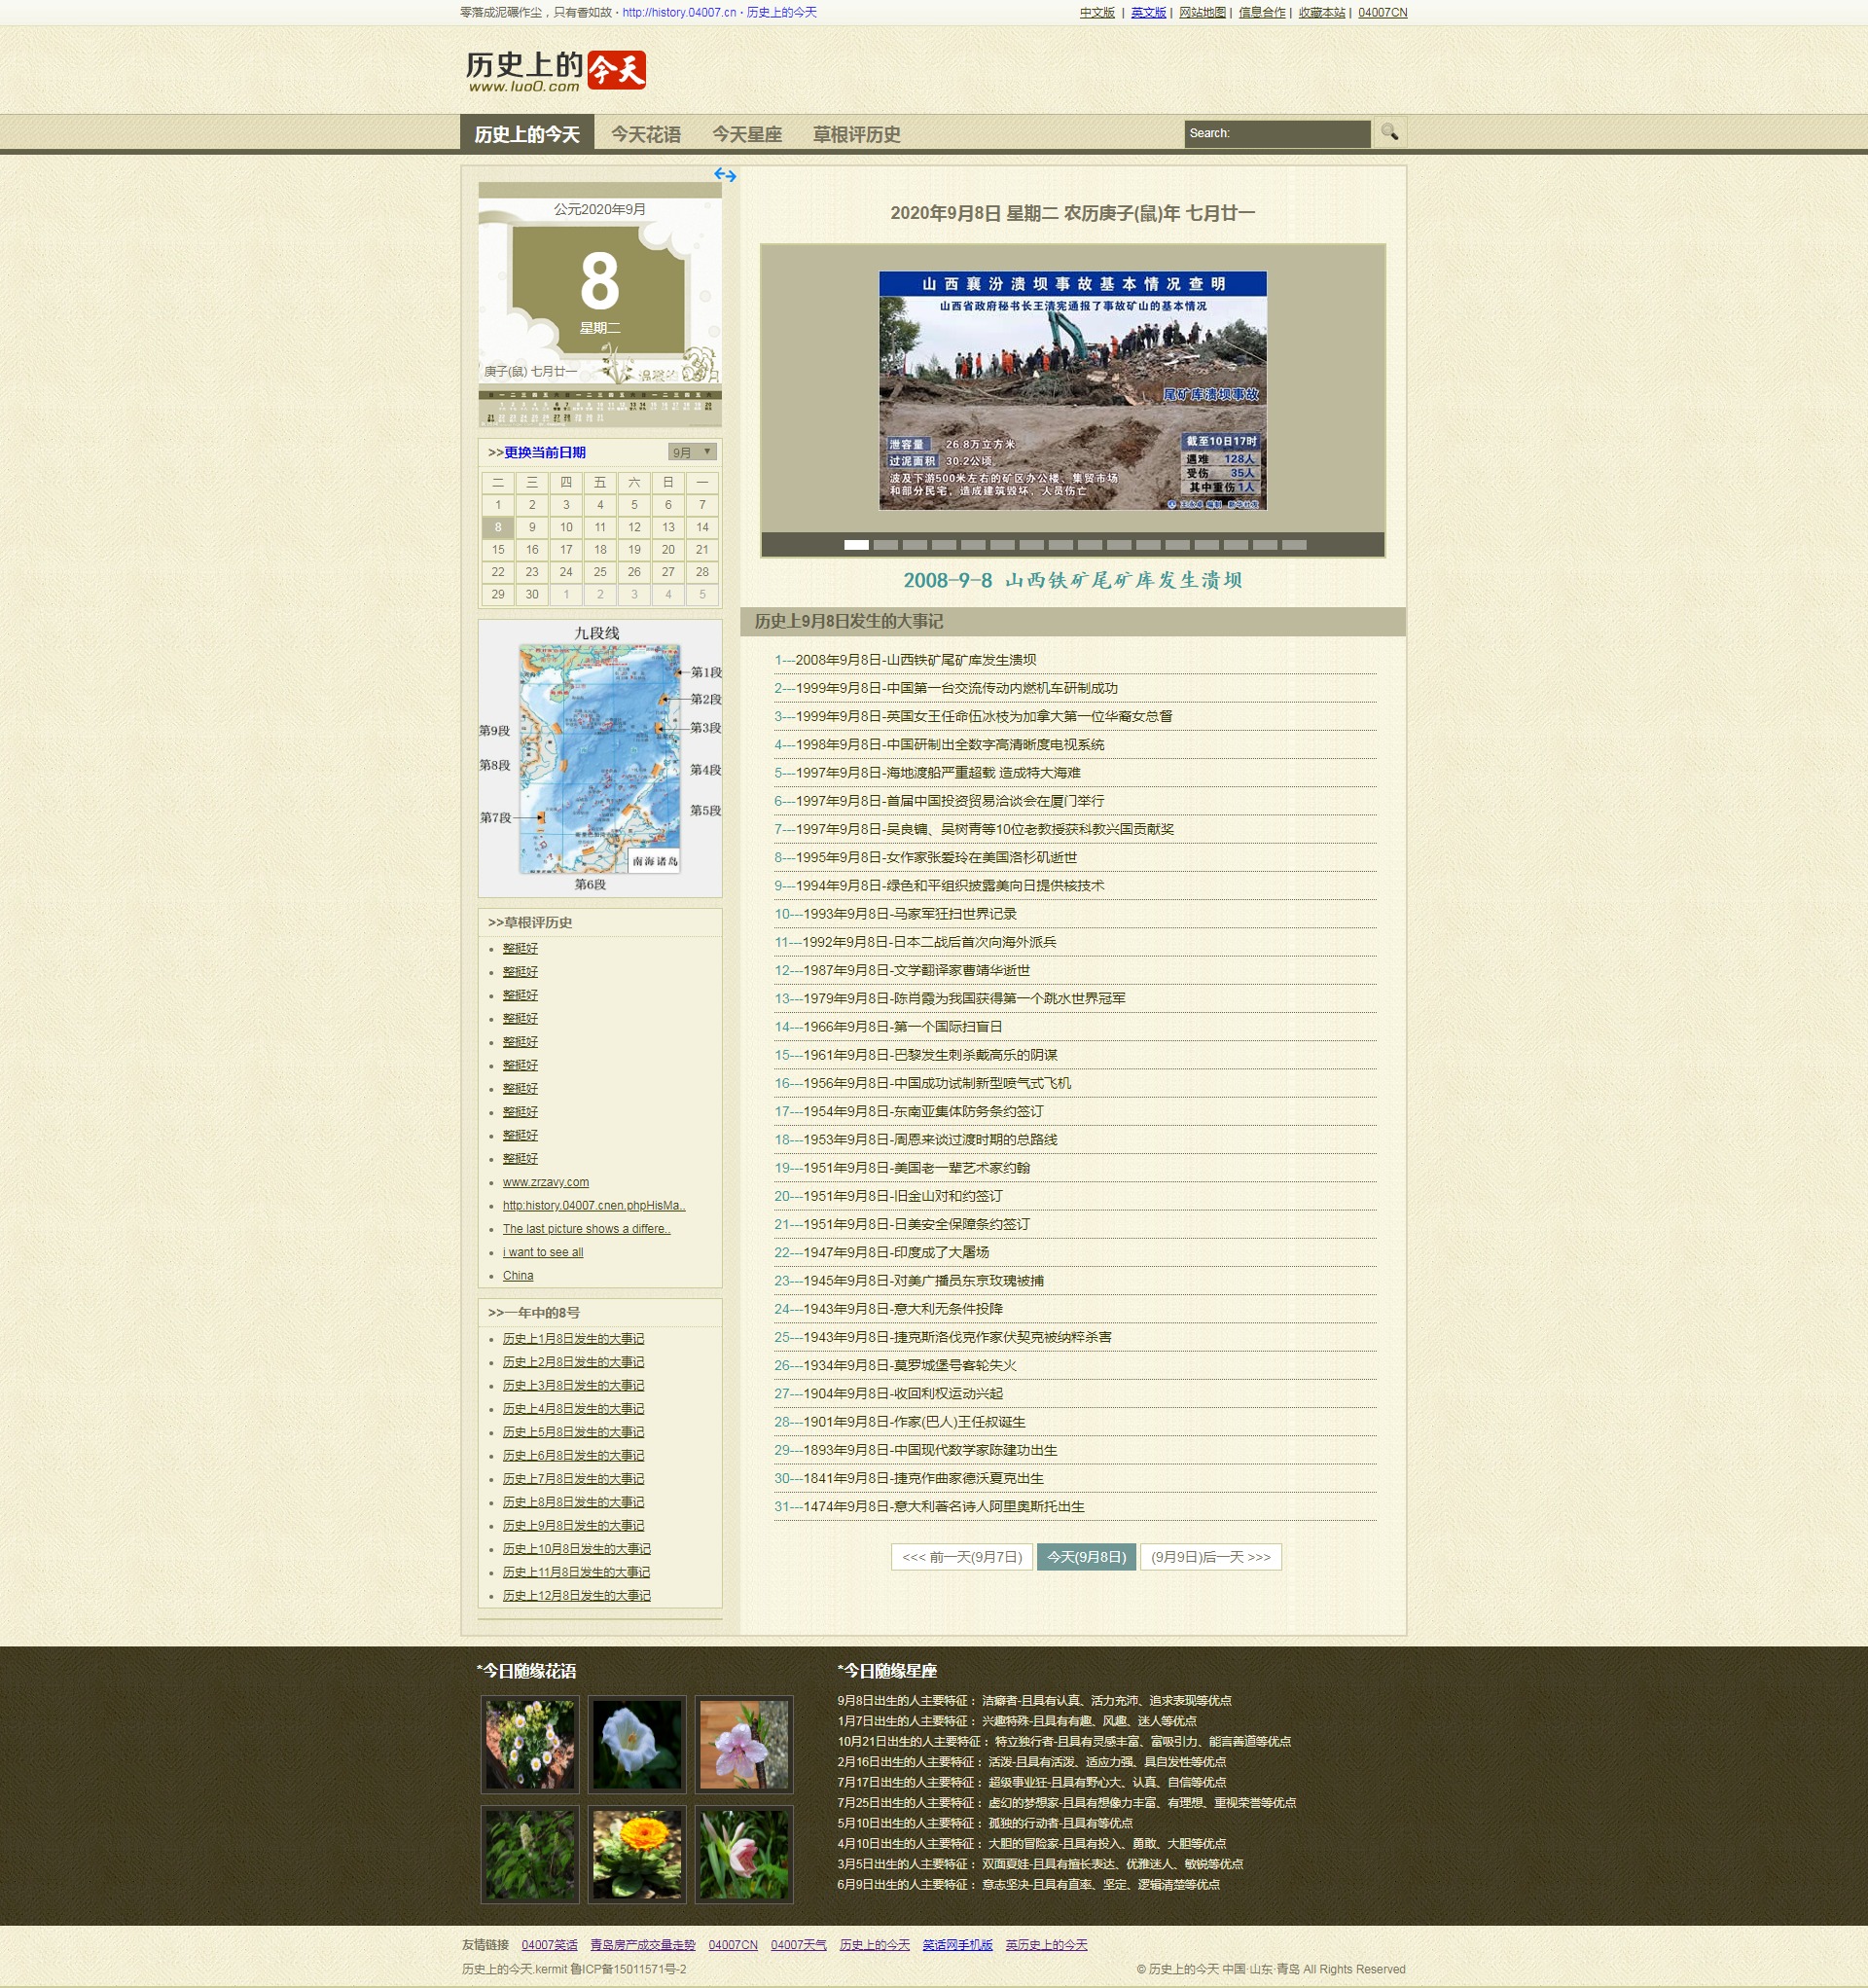 零落成泥碾作尘，只有香如故 · http://history.04007.cn · 历史上的今天
中文版 | 英文版 | 网站地图 | 信息合作 | 收藏本站 | 04007CN
历史上的今天
www.luo0.com
历史上的今天 今天花语 今天星座 草根评历史
Search:
公元2020年9月
8
星期二
庚子(鼠) 七月廿一
>>更换当前日期 9月
二 三 四 五 六 日 一
1 2 3 4 5 6 7
8 9 10 11 12 13 14
15 16 17 18 19 20 21
22 23 24 25 26 27 28
29 30 1 2 3 4 5
九段线
第1段
第2段
第3段
第9段
第8段
第4段
第5段
第7段
南海诸岛
第6段
>>草根评历史
整挺好
整挺好
整挺好
整挺好
整挺好
整挺好
整挺好
整挺好
整挺好
整挺好
www.zrzavy.com
http:history.04007.cnen.phpHisMa..
The last picture shows a differe..
i want to see all
China
>>一年中的8号
历史上1月8日发生的大事记
历史上2月8日发生的大事记
历史上3月8日发生的大事记
历史上4月8日发生的大事记
历史上5月8日发生的大事记
历史上6月8日发生的大事记
历史上7月8日发生的大事记
历史上8月8日发生的大事记
历史上9月8日发生的大事记
历史上10月8日发生的大事记
历史上11月8日发生的大事记
历史上12月8日发生的大事记
2020年9月8日 星期二 农历庚子(鼠)年 七月廿一
山西襄汾溃坝事故基本情况查明
山西省政府秘书长王清宪通报了事故矿山的基本情况
尾矿库溃坝事故
泄容量 26.8万立方米
过泥面积 30.2公顷
波及下游500米左右的矿区办公楼、集贸市场
和部分民宅，造成建筑毁坏、人员伤亡
截至10日17时
遇难 128人
受伤 35人
其中重伤 1人
2008-9-8 山西铁矿尾矿库发生溃坝
历史上9月8日发生的大事记
1---2008年9月8日-山西铁矿尾矿库发生溃坝
2---1999年9月8日-中国第一台交流传动内燃机车研制成功
3---1999年9月8日-英国女王任命伍冰枝为加拿大第一位华裔女总督
4---1998年9月8日-中国研制出全数字高清晰度电视系统
5---1997年9月8日-海地渡船严重超载 造成特大海难
6---1997年9月8日-首届中国投资贸易洽谈会在厦门举行
7---1997年9月8日-吴良镛、吴树青等10位老教授获科教兴国贡献奖
8---1995年9月8日-女作家张爱玲在美国洛杉矶逝世
9---1994年9月8日-绿色和平组织披露美向日提供核技术
10---1993年9月8日-马家军狂扫世界记录
11---1992年9月8日-日本二战后首次向海外派兵
12---1987年9月8日-文学翻译家曹靖华逝世
13---1979年9月8日-陈肖霞为我国获得第一个跳水世界冠军
14---1966年9月8日-第一个国际扫盲日
15---1961年9月8日-巴黎发生刺杀戴高乐的阴谋
16---1956年9月8日-中国成功试制新型喷气式飞机
17---1954年9月8日-东南亚集体防务条约签订
18---1953年9月8日-周恩来谈过渡时期的总路线
19---1951年9月8日-美国老一辈艺术家约翰
20---1951年9月8日-旧金山对和约签订
21---1951年9月8日-日美安全保障条约签订
22---1947年9月8日-印度成了大屠场
23---1945年9月8日-对美广播员东京玫瑰被捕
24---1943年9月8日-意大利无条件投降
25---1943年9月8日-捷克斯洛伐克作家伏契克被纳粹杀害
26---1934年9月8日-莫罗城堡号客轮失火
27---1904年9月8日-收回利权运动兴起
28---1901年9月8日-作家(巴人)王任叔诞生
29---1893年9月8日-中国现代数学家陈建功出生
30---1841年9月8日-捷克作曲家德沃夏克出生
31---1474年9月8日-意大利著名诗人阿里奥斯托出生
<<< 前一天(9月7日) 今天(9月8日) (9月9日)后一天 >>>
*今日随缘花语
*今日随缘星座
9月8日出生的人主要特征： 洁癖者-且具有认真、活力充沛、追求表现等优点
1月7日出生的人主要特征： 兴趣特殊-且具有有趣、风趣、迷人等优点
10月21日出生的人主要特征： 特立独行者-且具有灵感丰富、富吸引力、能言善道等优点
2月16日出生的人主要特征： 活泼-且具有活泼、适应力强、具自发性等优点
7月17日出生的人主要特征： 超级事业狂-且具有野心大、认真、自信等优点
7月25日出生的人主要特征： 虚幻的梦想家-且具有想像力丰富、有理想、重视荣誉等优点
5月10日出生的人主要特征： 孤独的行动者-且具有等优点
4月10日出生的人主要特征： 大胆的冒险家-且具有投入、勇敢、大胆等优点
3月5日出生的人主要特征： 双面夏娃-且具有擅长表达、优雅迷人、敏锐等优点
6月9日出生的人主要特征： 意志坚决-且具有直率、坚定、逻辑清楚等优点
友情链接 04007笑话 青岛房产成交量走势 04007CN 04007天气 历史上的今天 笑话网手机版 英历史上的今天
历史上的今天.kermit 鲁ICP备15011571号-2
© 历史上的今天 中国·山东·青岛 All Rights Reserved